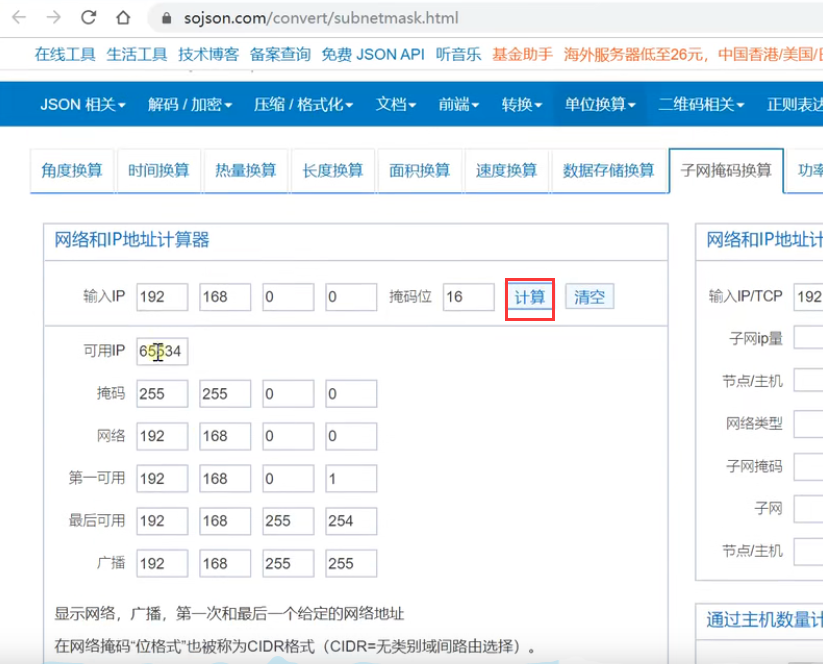 sojson.com/convert/subnetmask.html
在线工具 生活工具 技术博客 备案查询 免费 JSON API 听音乐 基金助手 海外服务器低至26元，中国香港/美国/
JSON 相关 解码 / 加密 压缩 / 格式化 文档 前端 转换 单位换算 二维码相关 正则表达
角度换算 时间换算 热量换算 长度换算 面积换算 速度换算 数据存储换算 子网掩码换算 功率
网络和IP地址计算器
网络和IP地址计
输入IP 192 168 0 0 掩码位 16 计算 清空
输入IP/TCP 192
可用IP 65534
子网ip量
掩码 255 255 0 0
节点/主机
网络 192 168 0 0
网络类型
第一可用 192 168 0 1
子网掩码
最后可用 192 168 255 254
子网
广播 192 168 255 255
节点/主机
显示网络，广播，第一次和最后一个给定的网络地址
通过主机数量计
在网络掩码“位格式”也被称为CIDR格式（CIDR=无类别域间路由选择）。